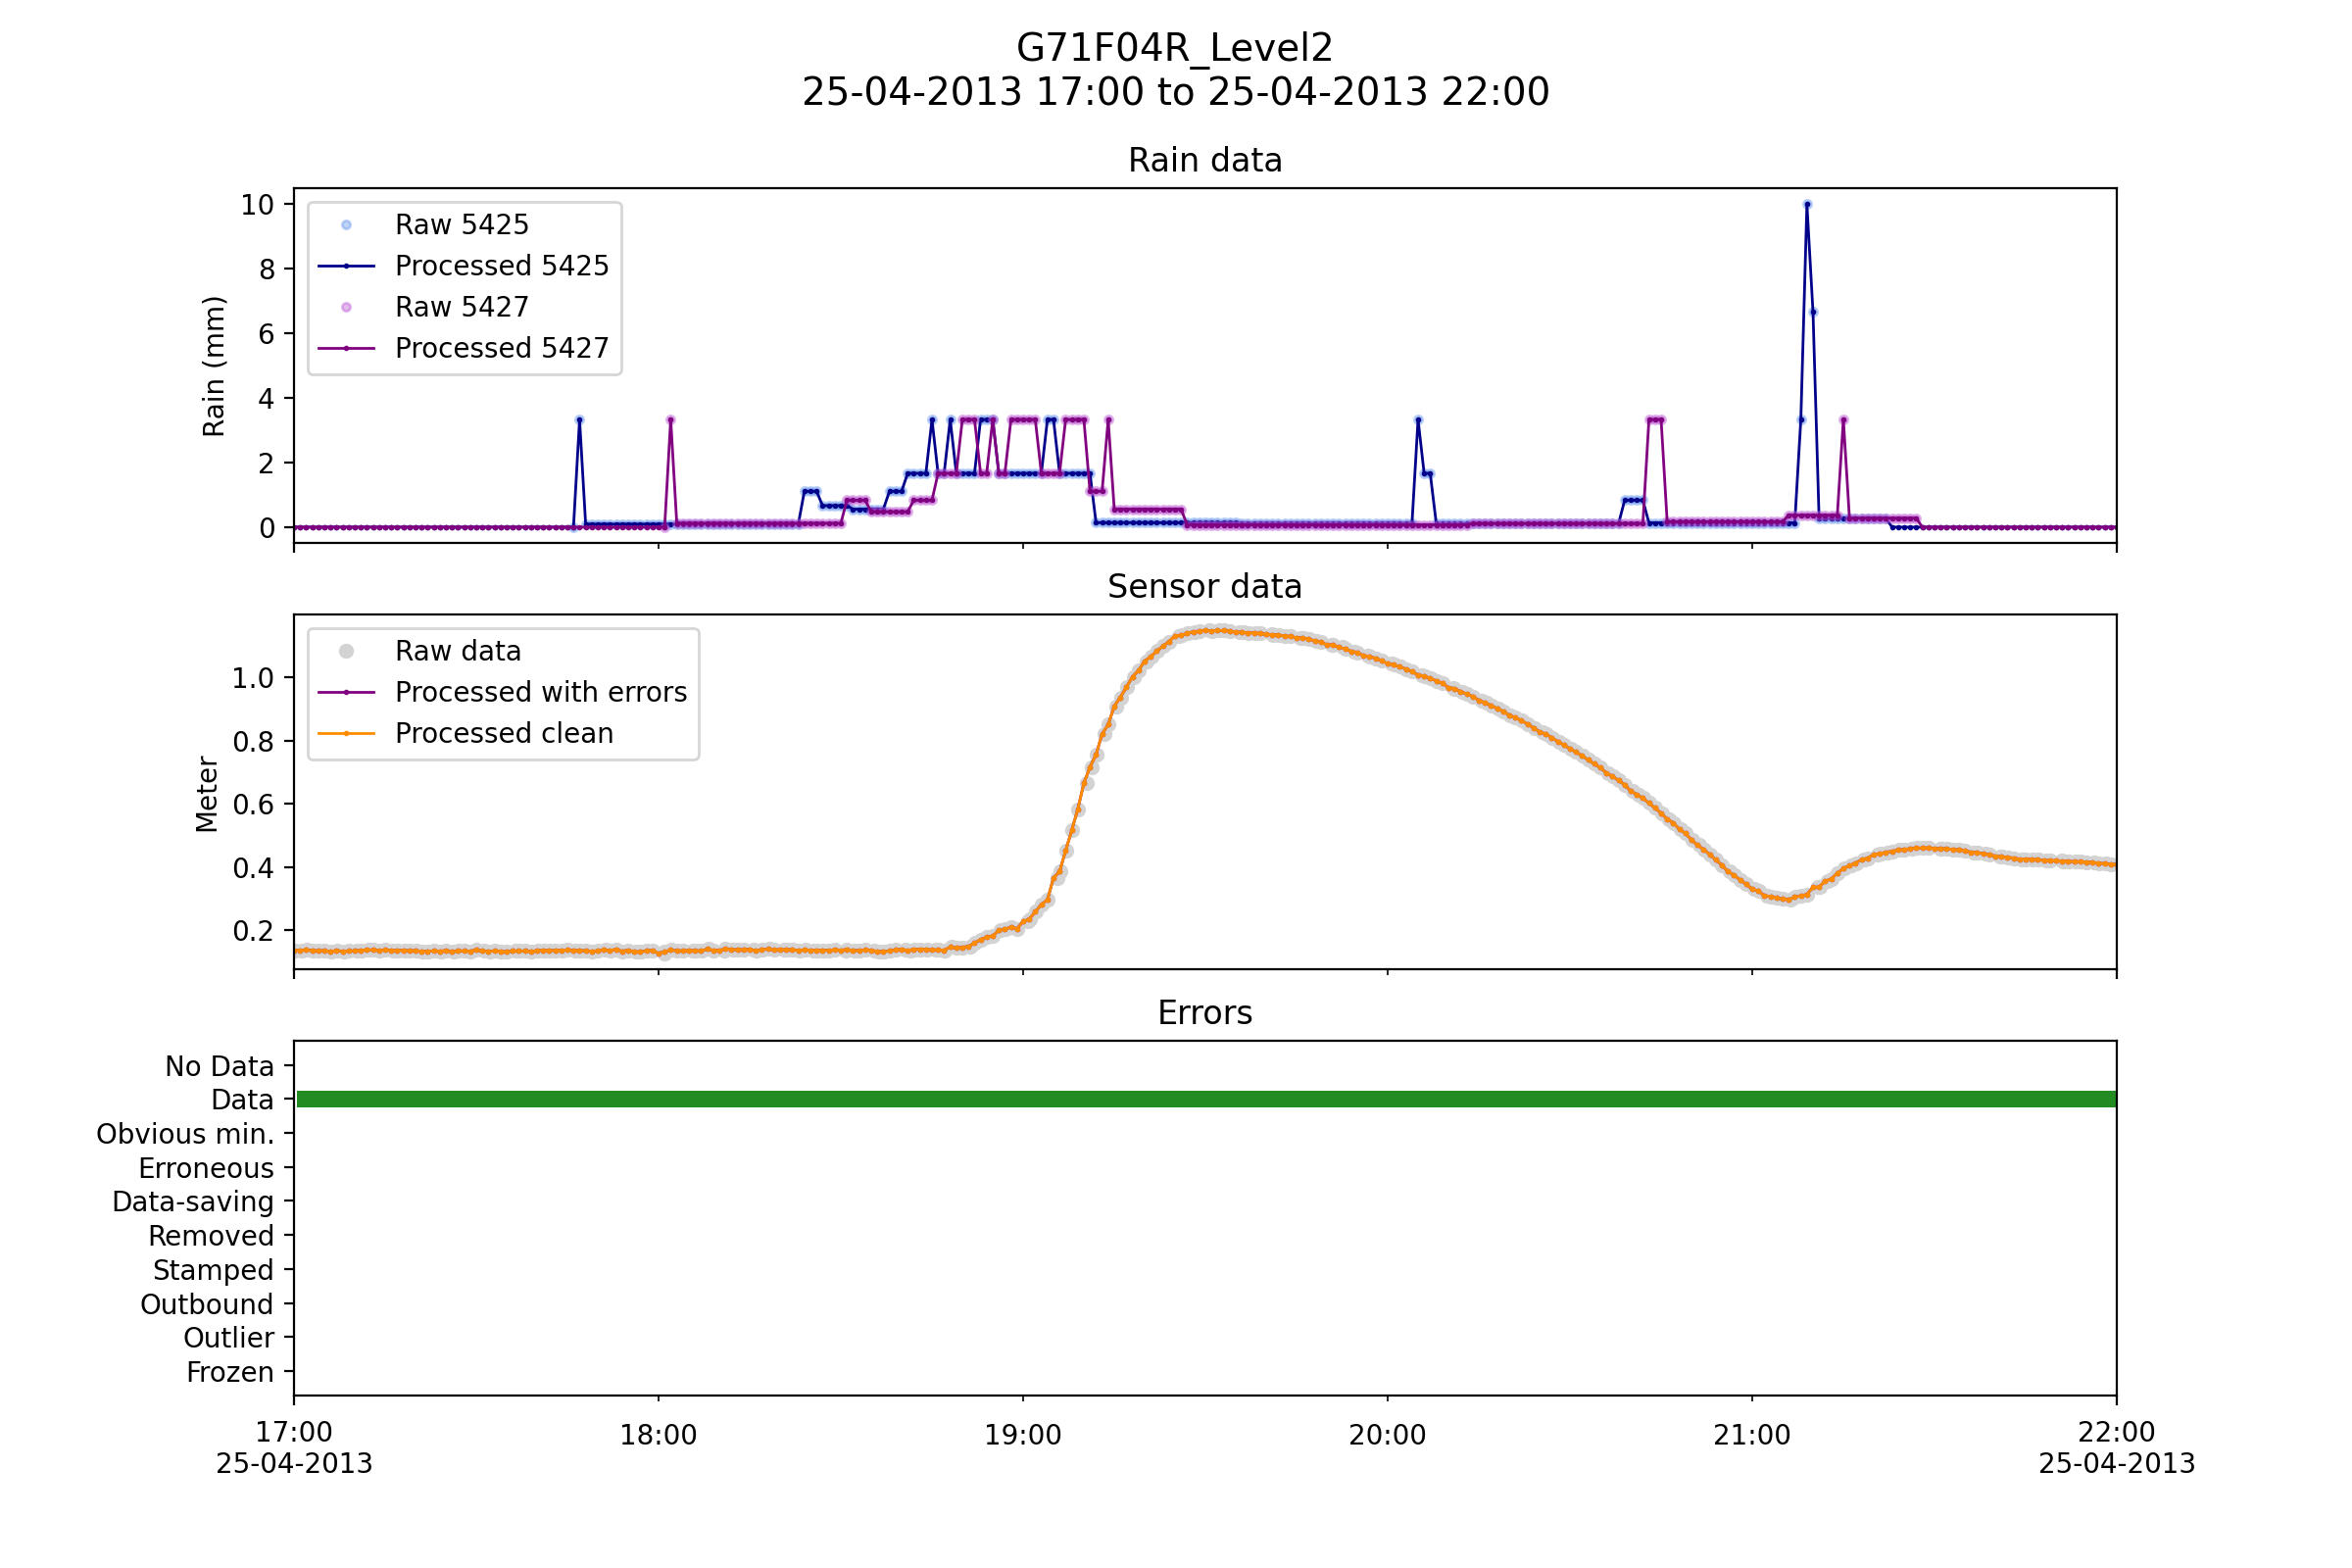 G71F04R_Level2
25-04-2013 17:00 to 25-04-2013 22:00
Rain data
Rain (mm)
10
8
6
4
2
0
Raw 5425
Processed 5425
Raw 5427
Processed 5427
Sensor data
Meter
1.0
0.8
0.6
0.4
0.2
Raw data
Processed with errors
Processed clean
Errors
No Data
Data
Obvious min.
Erroneous
Data-saving
Removed
Stamped
Outbound
Outlier
Frozen
17:00
25-04-2013
18:00
19:00
20:00
21:00
22:00
25-04-2013